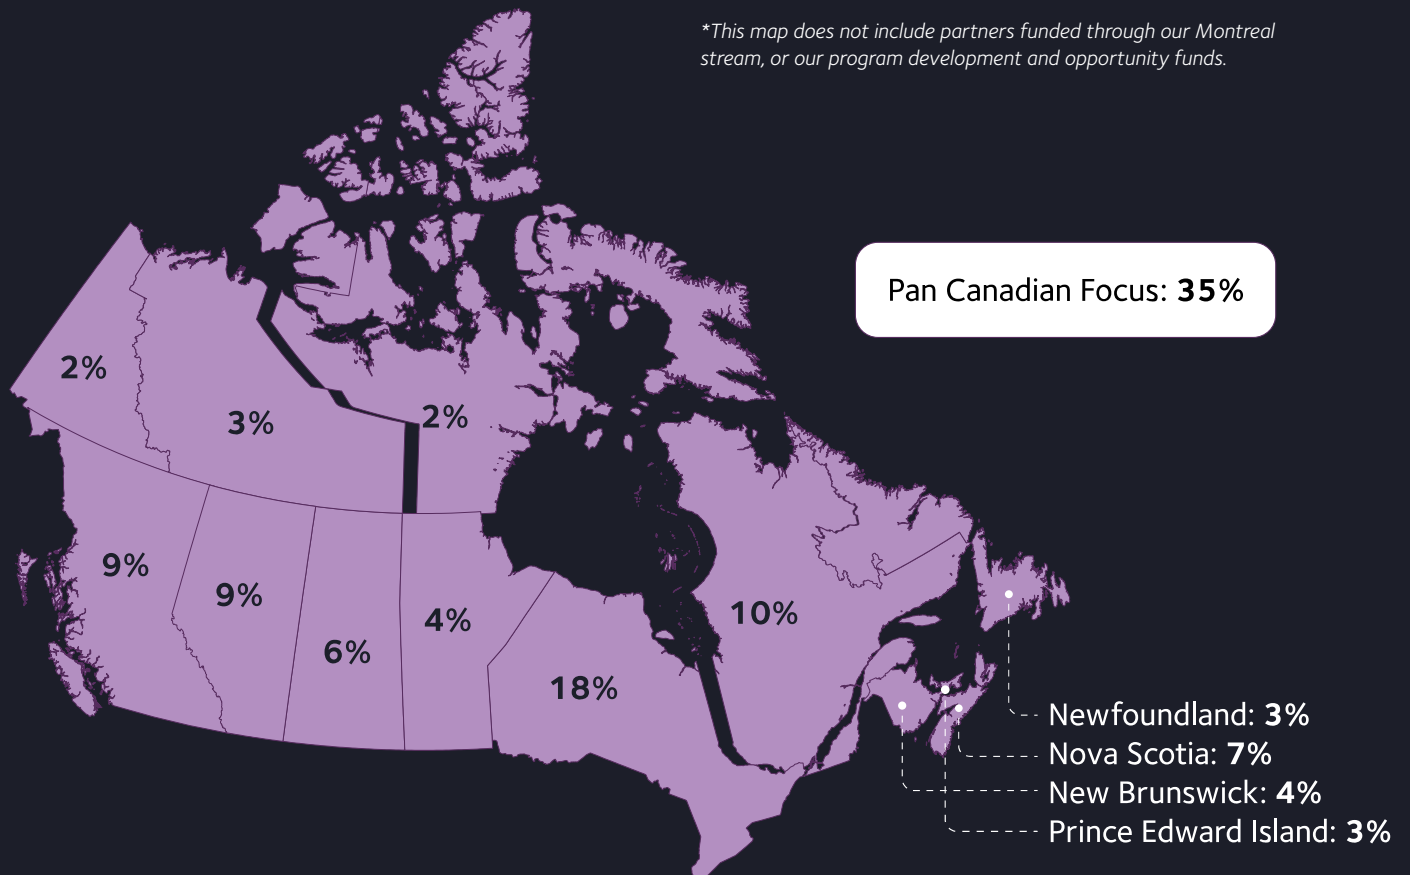 *This map does not include partners funded through our Montreal
stream, or our program development and opportunity funds.
Pan Canadian Focus: 35%
2%
3%
2%
9%
9%
6%
4%
18%
10%
Newfoundland: 3%
Nova Scotia: 7%
New Brunswick: 4%
Prince Edward Island: 3%